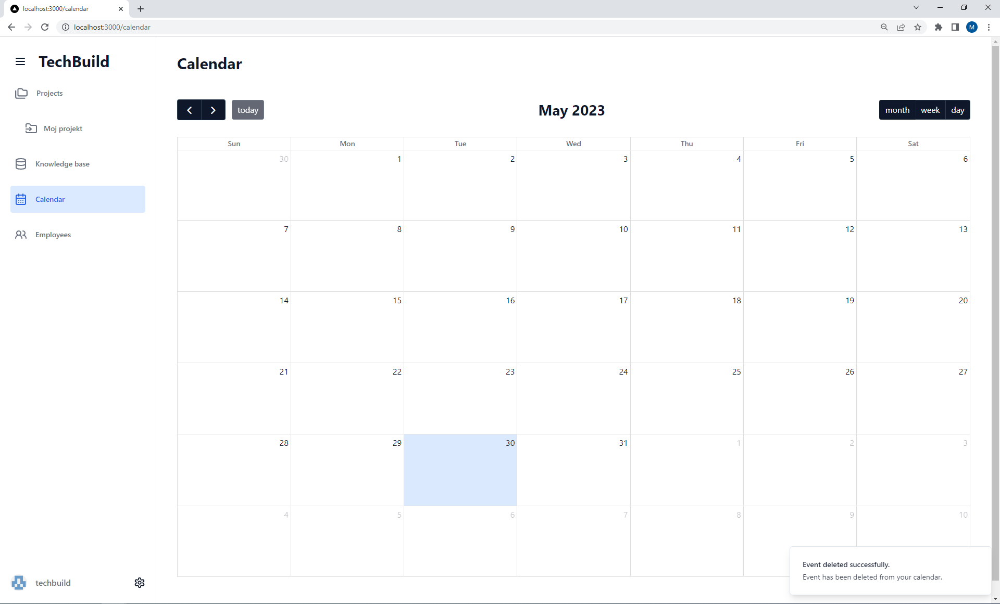 localhost:3000/calendar
localhost:3000/calendar
M
TechBuild
Projects
Moj projekt
Knowledge base
Calendar
Employees
techbuild
Calendar
today
May 2023
month week day
Sun Mon Tue Wed Thu Fri Sat
30 1 2 3 4 5 6
7 8 9 10 11 12 13
14 15 16 17 18 19 20
21 22 23 24 25 26 27
28 29 30 31 1 2 3
4 5 6 7 8 9 10
Event deleted successfully.
Event has been deleted from your calendar.